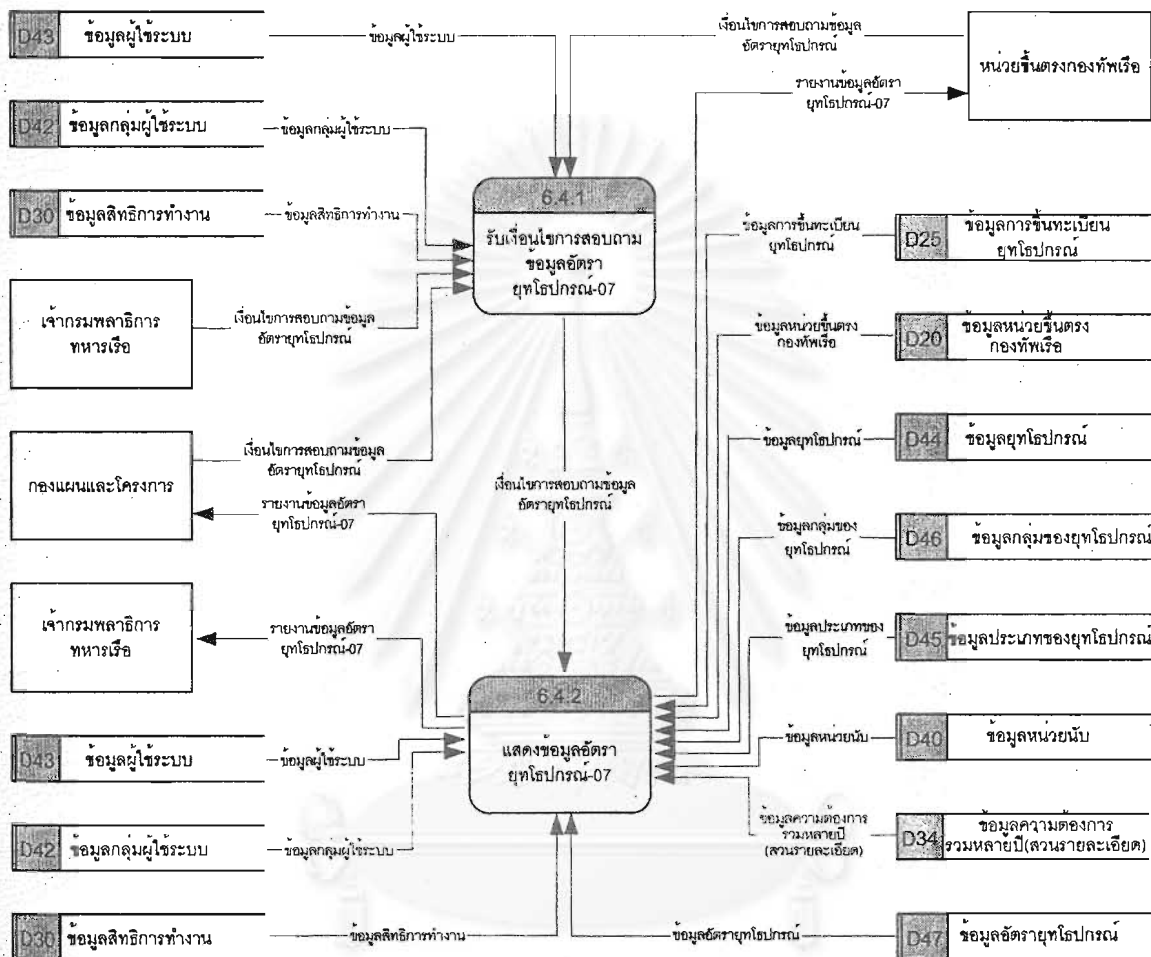 D43 ข้อมูลผู้ใช้ระบบ
ข้อมูลผู้ใช้ระบบ
เงื่อนไขการสอบถามข้อมูล
อัตรายุทโธปกรณ์
หน่วยขึ้นตรงกองทัพเรือ
รายงานข้อมูลอัตรา
ยุทโธปกรณ์-07
D42 ข้อมูลกลุ่มผู้ใช้ระบบ
ข้อมูลกลุ่มผู้ใช้ระบบ
D30 ข้อมูลสิทธิการทำงาน
ข้อมูลสิทธิการทำงาน
6.4.1
รับเงื่อนไขการสอบถาม
ข้อมูลอัตรา
ยุทโธปกรณ์-07
ข้อมูลการขึ้นทะเบียน
ยุทโธปกรณ์
D25 ข้อมูลการขึ้นทะเบียน
ยุทโธปกรณ์
เจ้ากรมพลาธิการ
ทหารเรือ
เงื่อนไขการสอบถามข้อมูล
อัตรายุทโธปกรณ์
ข้อมูลหน่วยขึ้นตรง
กองทัพเรือ
D20 ข้อมูลหน่วยขึ้นตรง
กองทัพเรือ
ข้อมูลยุทโธปกรณ์
D44 ข้อมูลยุทโธปกรณ์
กองแผนและโครงการ
เงื่อนไขการสอบถามข้อมูล
อัตรายุทโธปกรณ์
รายงานข้อมูลอัตรา
ยุทโธปกรณ์-07
เงื่อนไขการสอบถามข้อมูล
อัตรายุทโธปกรณ์
ข้อมูลกลุ่มของ
ยุทโธปกรณ์
D46 ข้อมูลกลุ่มของยุทโธปกรณ์
เจ้ากรมพลาธิการ
ทหารเรือ
รายงานข้อมูลอัตรา
ยุทโธปกรณ์-07
ข้อมูลประเภทของ
ยุทโธปกรณ์
D45 ข้อมูลประเภทของยุทโธปกรณ์
6.4.2
แสดงข้อมูลอัตรา
ยุทโธปกรณ์-07
D43 ข้อมูลผู้ใช้ระบบ
ข้อมูลผู้ใช้ระบบ
ข้อมูลหน่วยนับ
D40 ข้อมูลหน่วยนับ
D42 ข้อมูลกลุ่มผู้ใช้ระบบ
ข้อมูลกลุ่มผู้ใช้ระบบ
ข้อมูลความต้องการ
รวมหลายปี
(สวนรายละเอียด)
D34 ข้อมูลความต้องการ
รวมหลายปี(สวนรายละเอียด)
D30 ข้อมูลสิทธิการทำงาน
ข้อมูลสิทธิการทำงาน
ข้อมูลอัตรายุทโธปกรณ์
D47 ข้อมูลอัตรายุทโธปกรณ์